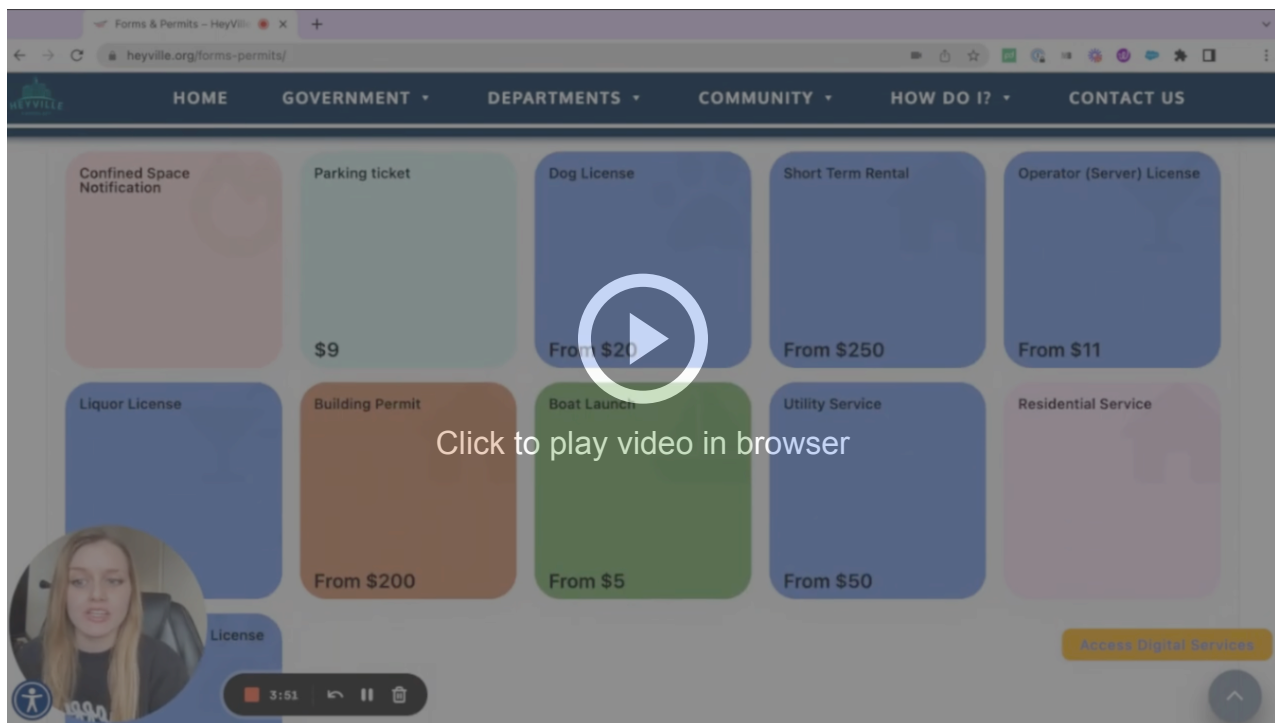 Forms & Permits – HeyVill
heyville.org/forms-permits/
HEYVILLE
HOME
GOVERNMENT
DEPARTMENTS
COMMUNITY
HOW DO I?
CONTACT US
Confined Space
Notification
Parking ticket
$9
Dog License
From $20
Short Term Rental
From $250
Operator (Server) License
From $11
Click to play video in browser
Liquor License
Building Permit
From $200
Boat Launch
From $5
Utility Service
From $50
Residential Service
License
3:51
Access Digital Services